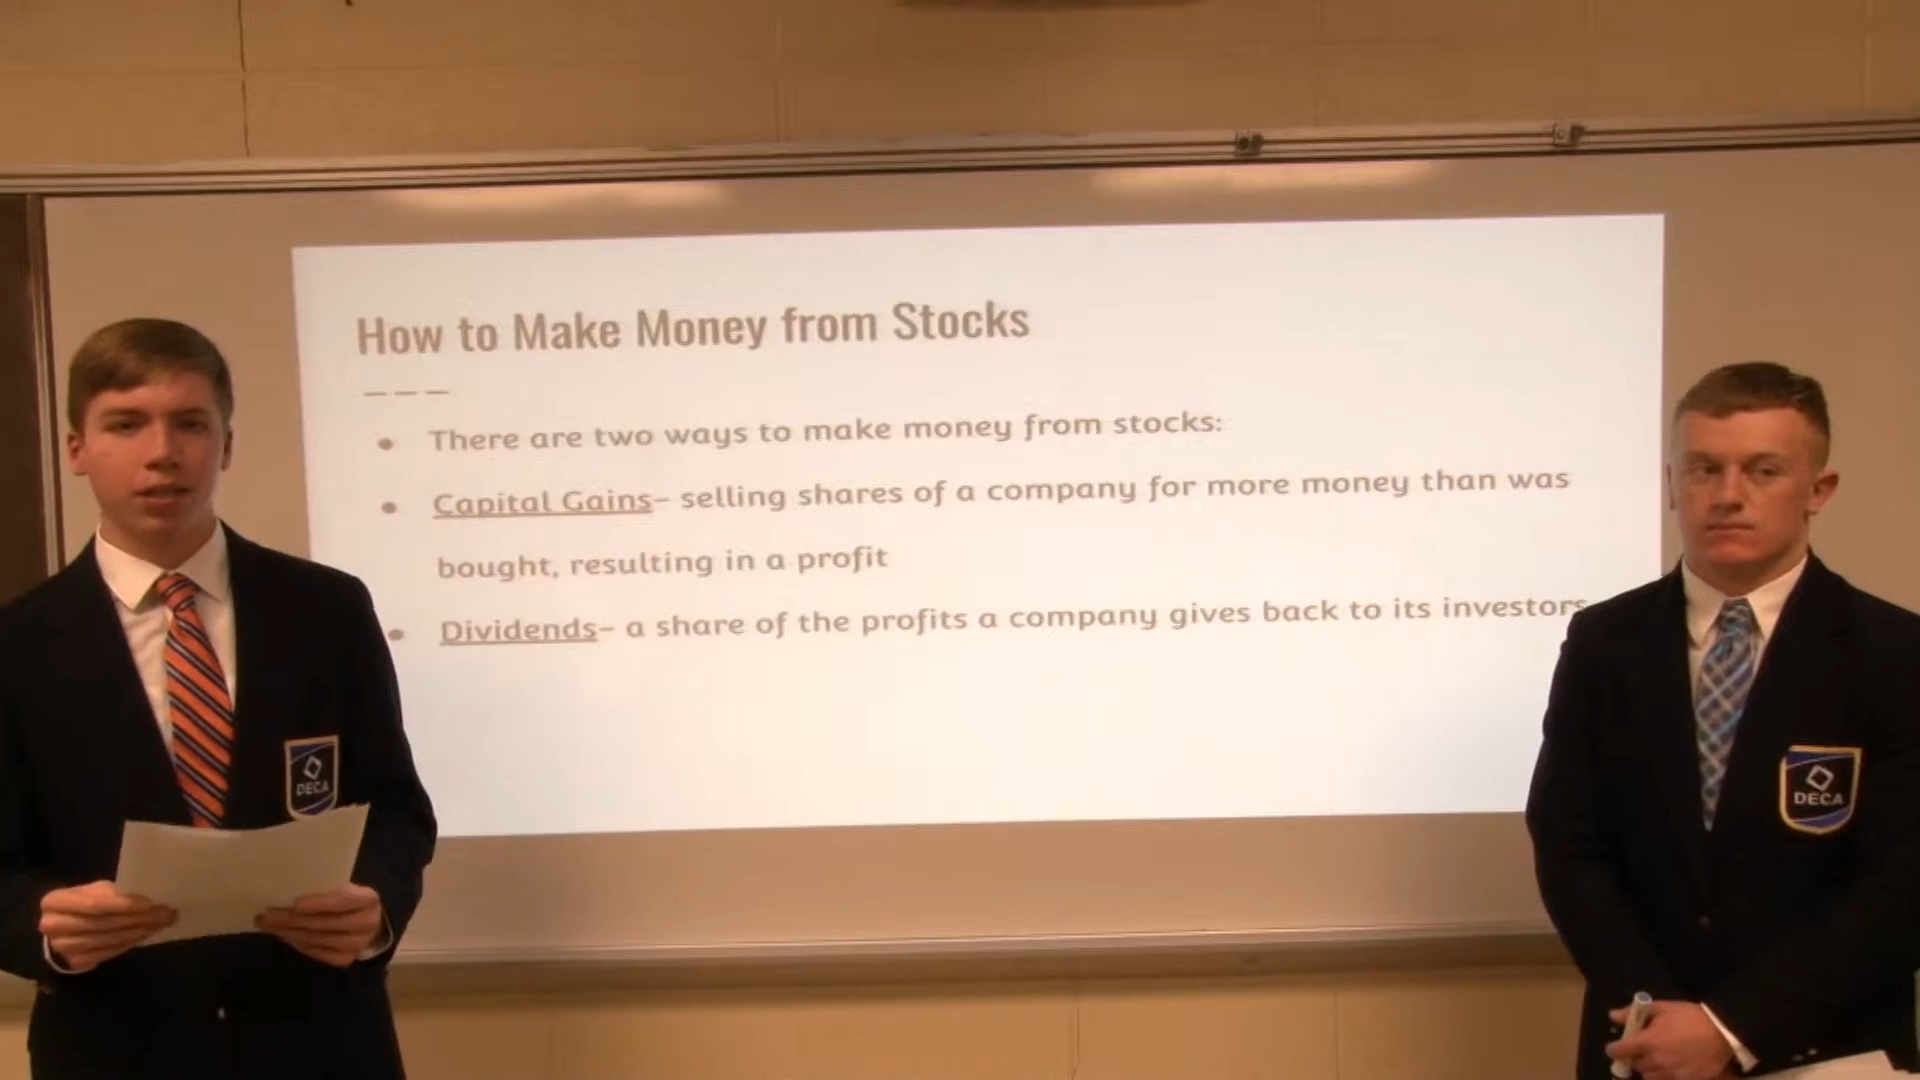 How to Make Money from Stocks
There are two ways to make money from stocks:
Capital Gains– selling shares of a company for more money than was
bought, resulting in a profit
Dividends– a share of the profits a company gives back to its investors
DECA
DECA